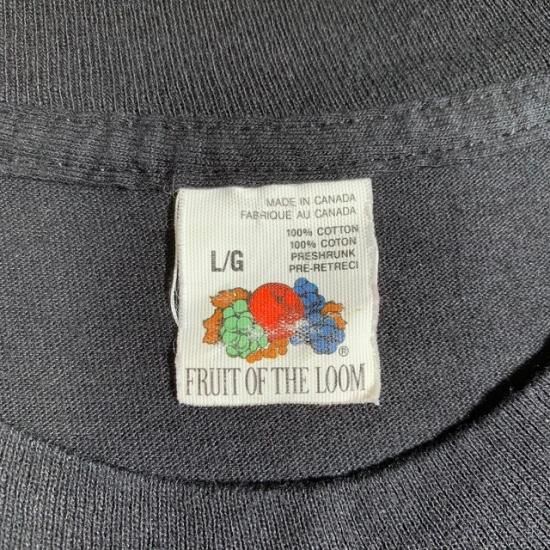 MADE IN CANADA
FABRIQUE AU CANADA
100% COTTON
100% COTON
PRESHRUNK
PRE-RETRECI
L/G
®
FRUIT OF THE LOOM